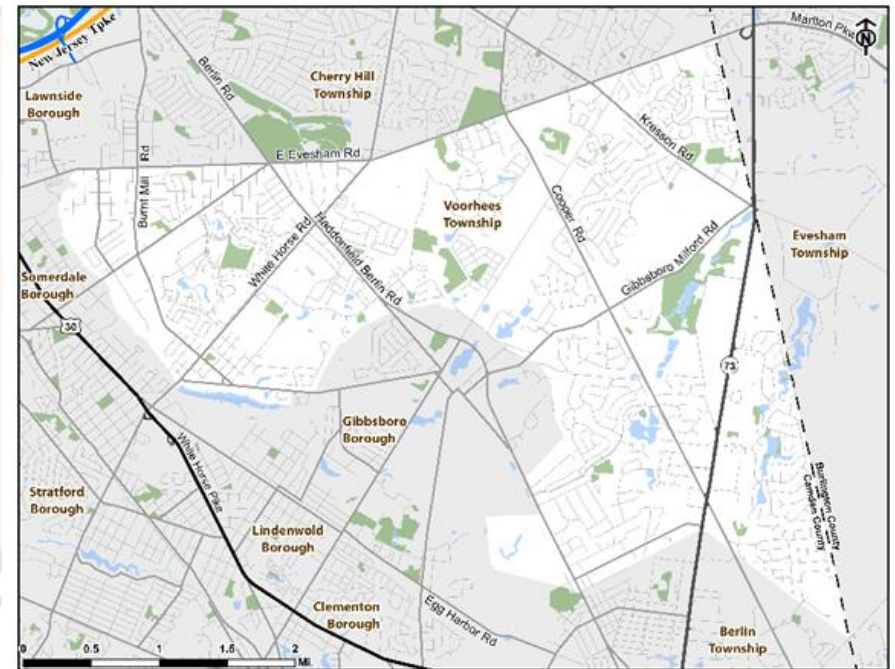 New Jersey Tpke
Marlton Pkw
N
Berlin Rd
Cherry Hill
Township
Lawnside
Borough
Burnt Mill Rd
E Evesham Rd
Kresson Rd
Voorhees
Township
Cooper Rd
White Horse Rd
Haddonfield Berlin Rd
Gibbsboro Milford Rd
Evesham
Township
Somerdale
Borough
30
73
Gibbsboro
Borough
White Horse Pike
Burlington County
Camden County
Stratford
Borough
Lindenwold
Borough
Clementon
Borough
Egg Harbor Rd
Berlin
Township
0 0.5 1 1.5 2
Mi.